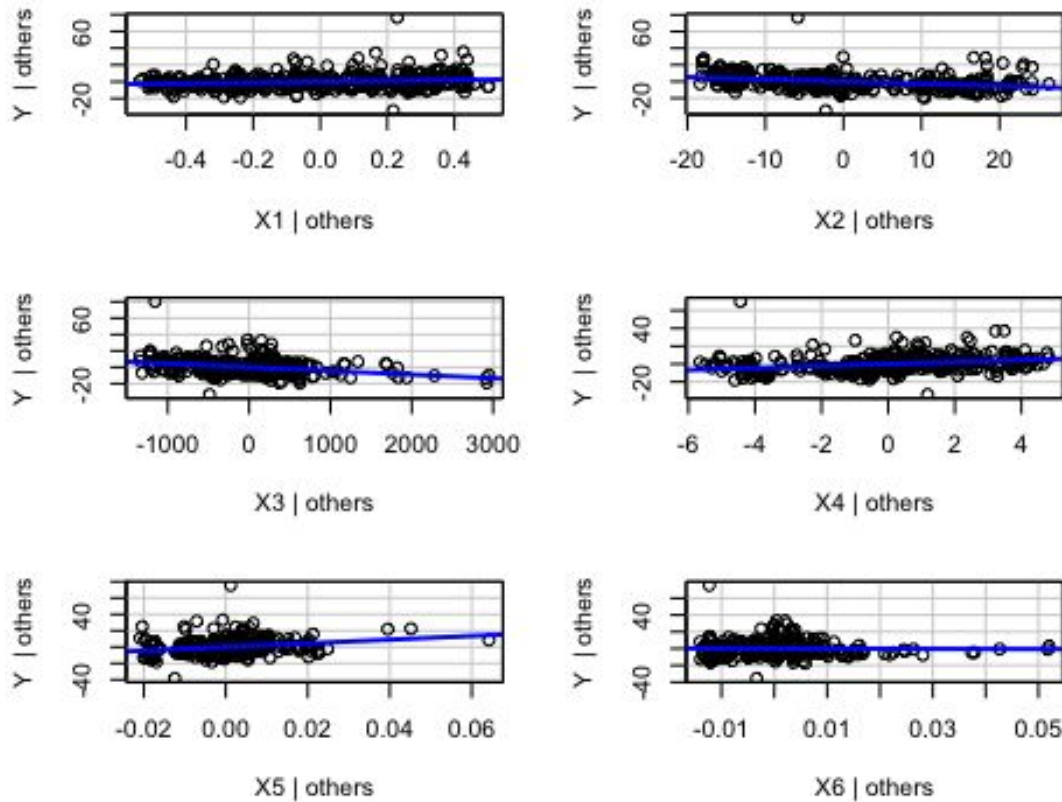 Y | others
60
-20
-0.4 -0.2 0.0 0.2 0.4
X1 | others
Y | others
60
-20
-20 -10 0 10 20
X2 | others
Y | others
60
-20
-1000 0 1000 2000 3000
X3 | others
Y | others
40
-20
-6 -4 -2 0 2 4
X4 | others
Y | others
40
-40
-0.02 0.00 0.02 0.04 0.06
X5 | others
Y | others
40
-40
-0.01 0.01 0.03 0.05
X6 | others